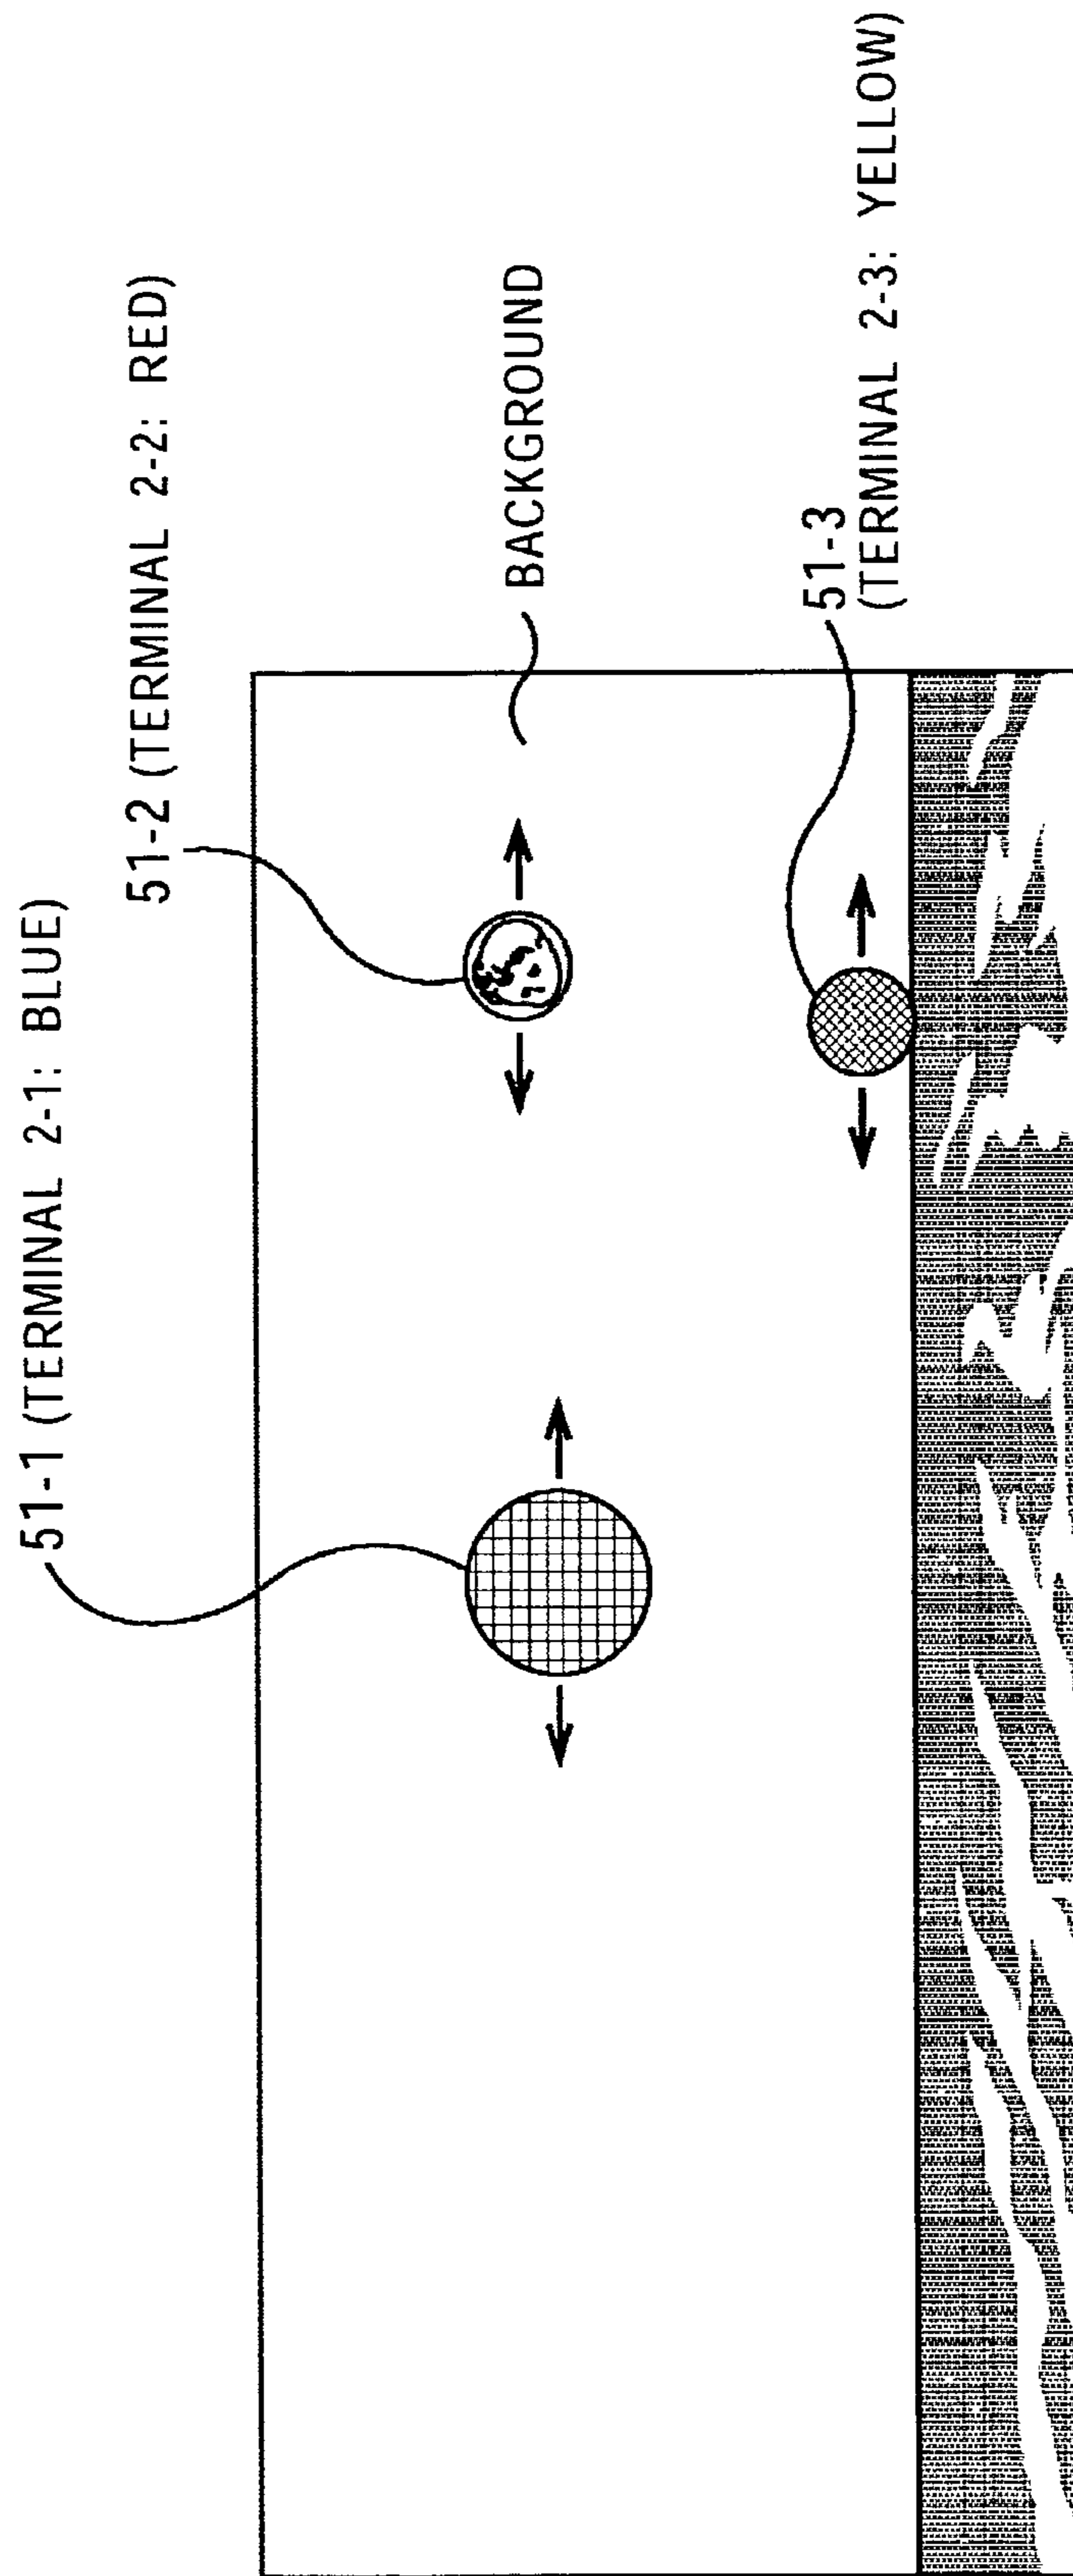 51-1 (TERMINAL 2-1: BLUE)
51-2 (TERMINAL 2-2: RED)
BACKGROUND
51-3
(TERMINAL 2-3: YELLOW)